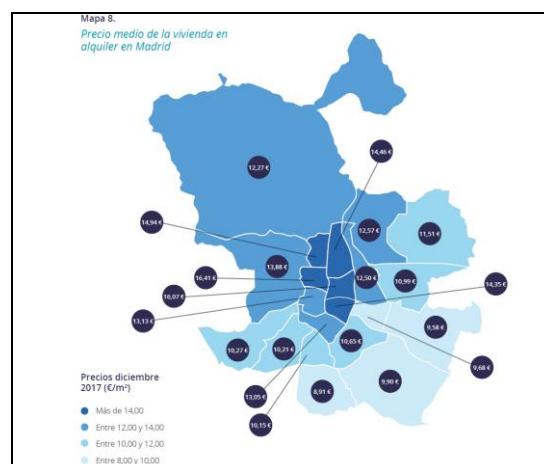 Mapa 8.
Precio medio de la vivienda en
alquiler en Madrid
14,46 €
12,27 €
14,94 €
12,57 €
11,51 €
13,88 €
16,41 €
12,50 €
10,99 €
14,35 €
16,07 €
13,13 €
9,58 €
10,65 €
10,27 €
10,21 €
9,68 €
9,90 €
13,05 €
8,91 €
10,15 €
Precios diciembre
2017 (€/m²)
Más de 14,00
Entre 12,00 y 14,00
Entre 10,00 y 12,00
Entre 8,00 y 10,00